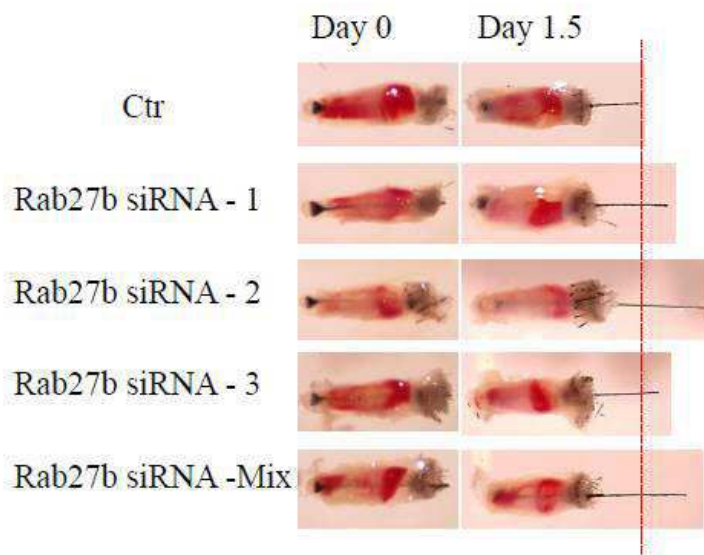 Day 0 Day 1.5
Ctr
Rab27b siRNA - 1
Rab27b siRNA - 2
Rab27b siRNA - 3
Rab27b siRNA -Mix